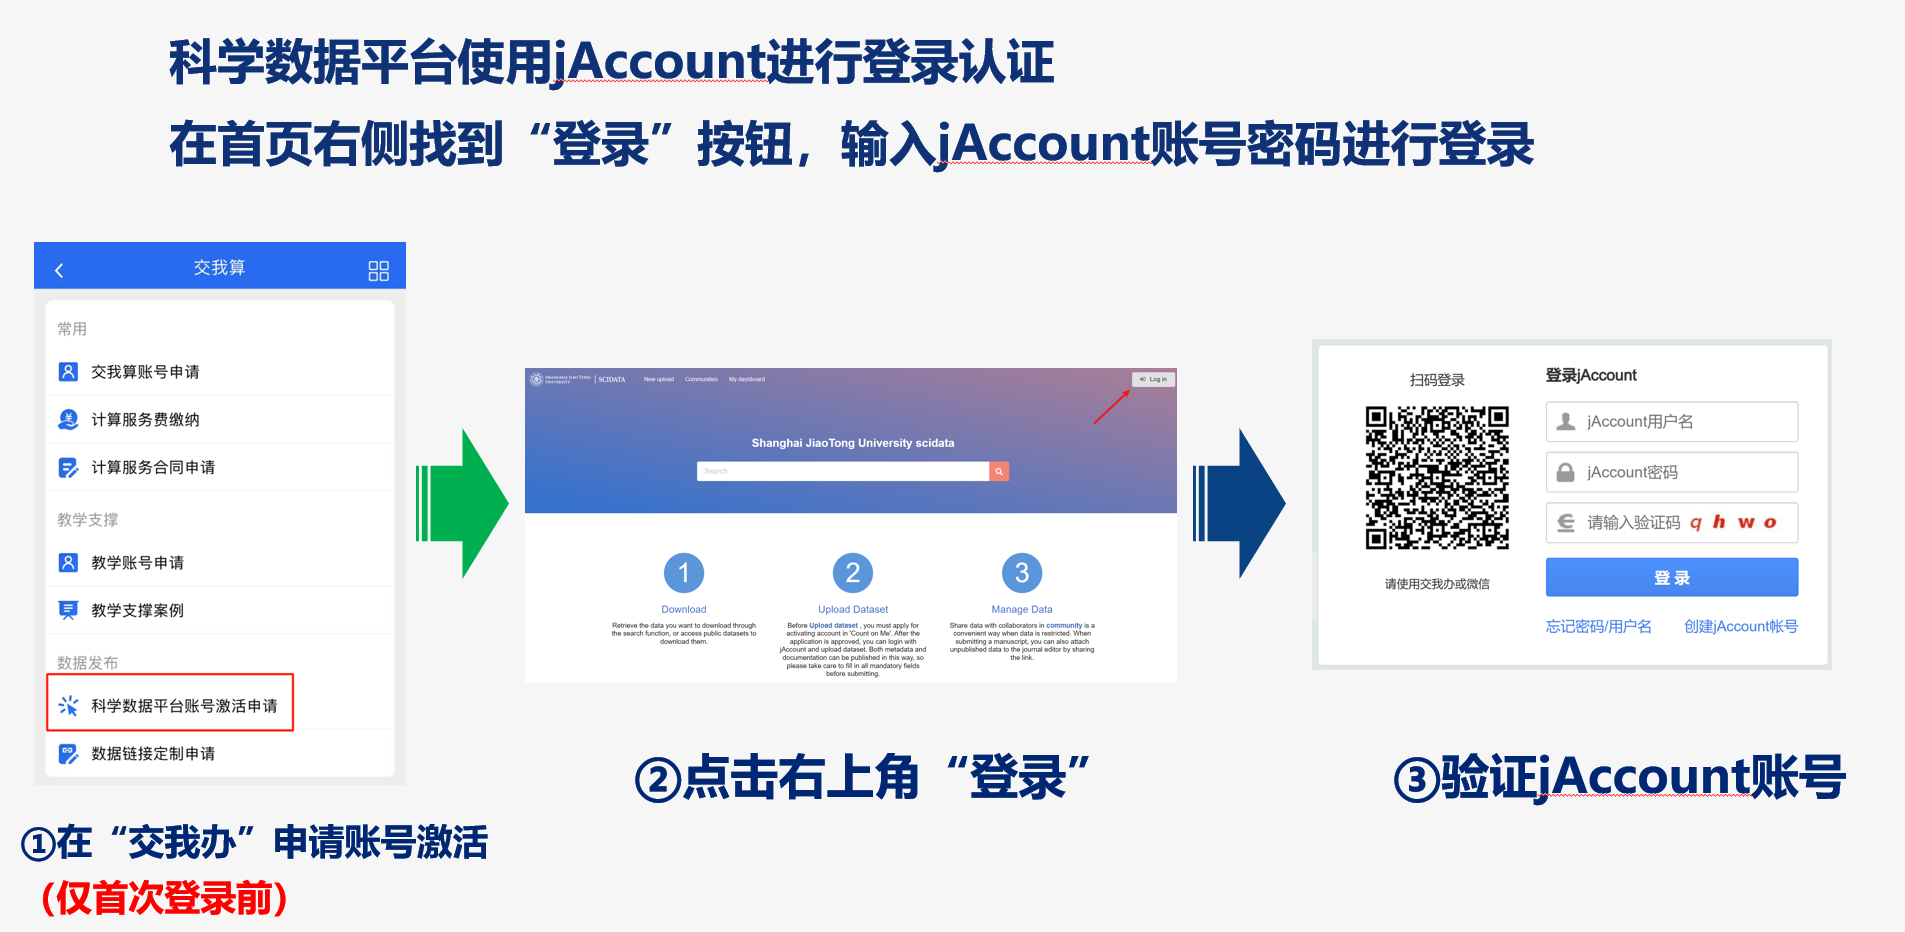 科学数据平台使用jAccount进行登录认证
在首页右侧找到“登录”按钮，输入jAccount账号密码进行登录
交我算
常用
交我算账号申请
计算服务费缴纳
计算服务合同申请
教学支撑
教学账号申请
教学支撑案例
数据发布
科学数据平台账号激活申请
数据链接定制申请
①在“交我办”申请账号激活
（仅首次登录前）
SHANGHAI JIAO TONG
UNIVERSITY
SCIDATA
New upload
Communities
My dashboard
Log in
Shanghai JiaoTong University scidata
Search
1
Download
Retrieve the data you want to download through
the search function, or access public datasets to
download them.
2
Upload Dataset
Before Upload dataset , you must apply for
activating account in 'Count on Me'. After the
application is approved, you can login with
jAccount and upload dataset. Both metadata and
documentation can be published in this way, so
please take care to fill in all mandatory fields
before submitting.
3
Manage Data
Share data with collaborators in community is a
convenient way when data is restricted. When
submitting a manuscript, you can also attach
unpublished data to the journal editor by sharing
the link.
②点击右上角“登录”
扫码登录
请使用交我办或微信
登录jAccount
jAccount用户名
jAccount密码
请输入验证码 q h w o
登 录
忘记密码/用户名
创建jAccount帐号
③验证jAccount账号